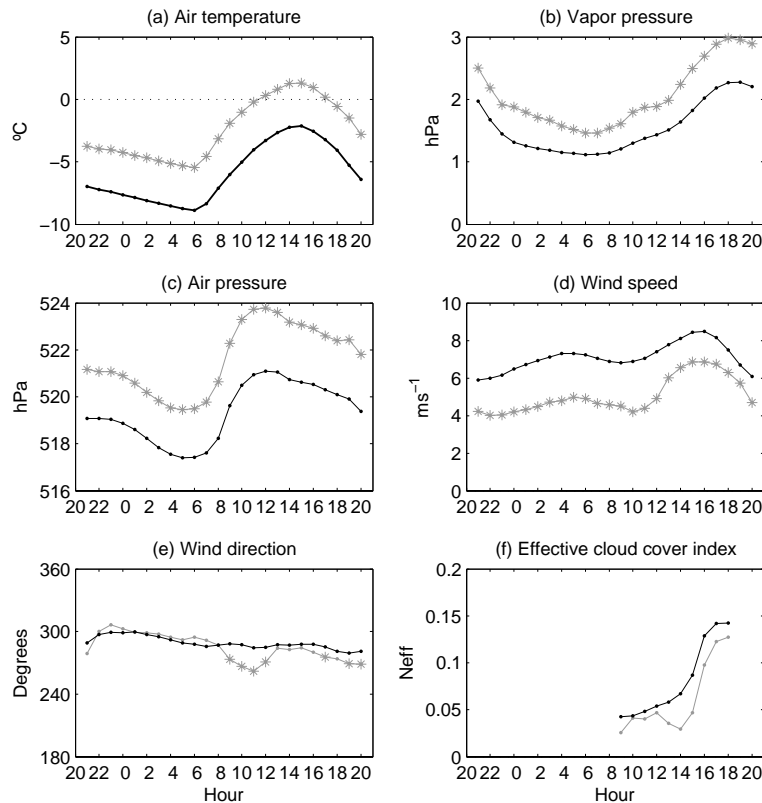 (a) Air temperature
5
0
−5
−10
ºC
20 22 0 2 4 6 8 10 12 14 16 18 20
(b) Vapor pressure
3
2
1
0
hPa
20 22 0 2 4 6 8 10 12 14 16 18 20
(c) Air pressure
524
522
520
518
516
hPa
20 22 0 2 4 6 8 10 12 14 16 18 20
(d) Wind speed
10
8
6
4
2
0
ms−1
20 22 0 2 4 6 8 10 12 14 16 18 20
(e) Wind direction
360
300
240
180
Degrees
20 22 0 2 4 6 8 10 12 14 16 18 20
Hour
(f) Effective cloud cover index
0.2
0.15
0.1
0.05
0
Neff
20 22 0 2 4 6 8 10 12 14 16 18 20
Hour